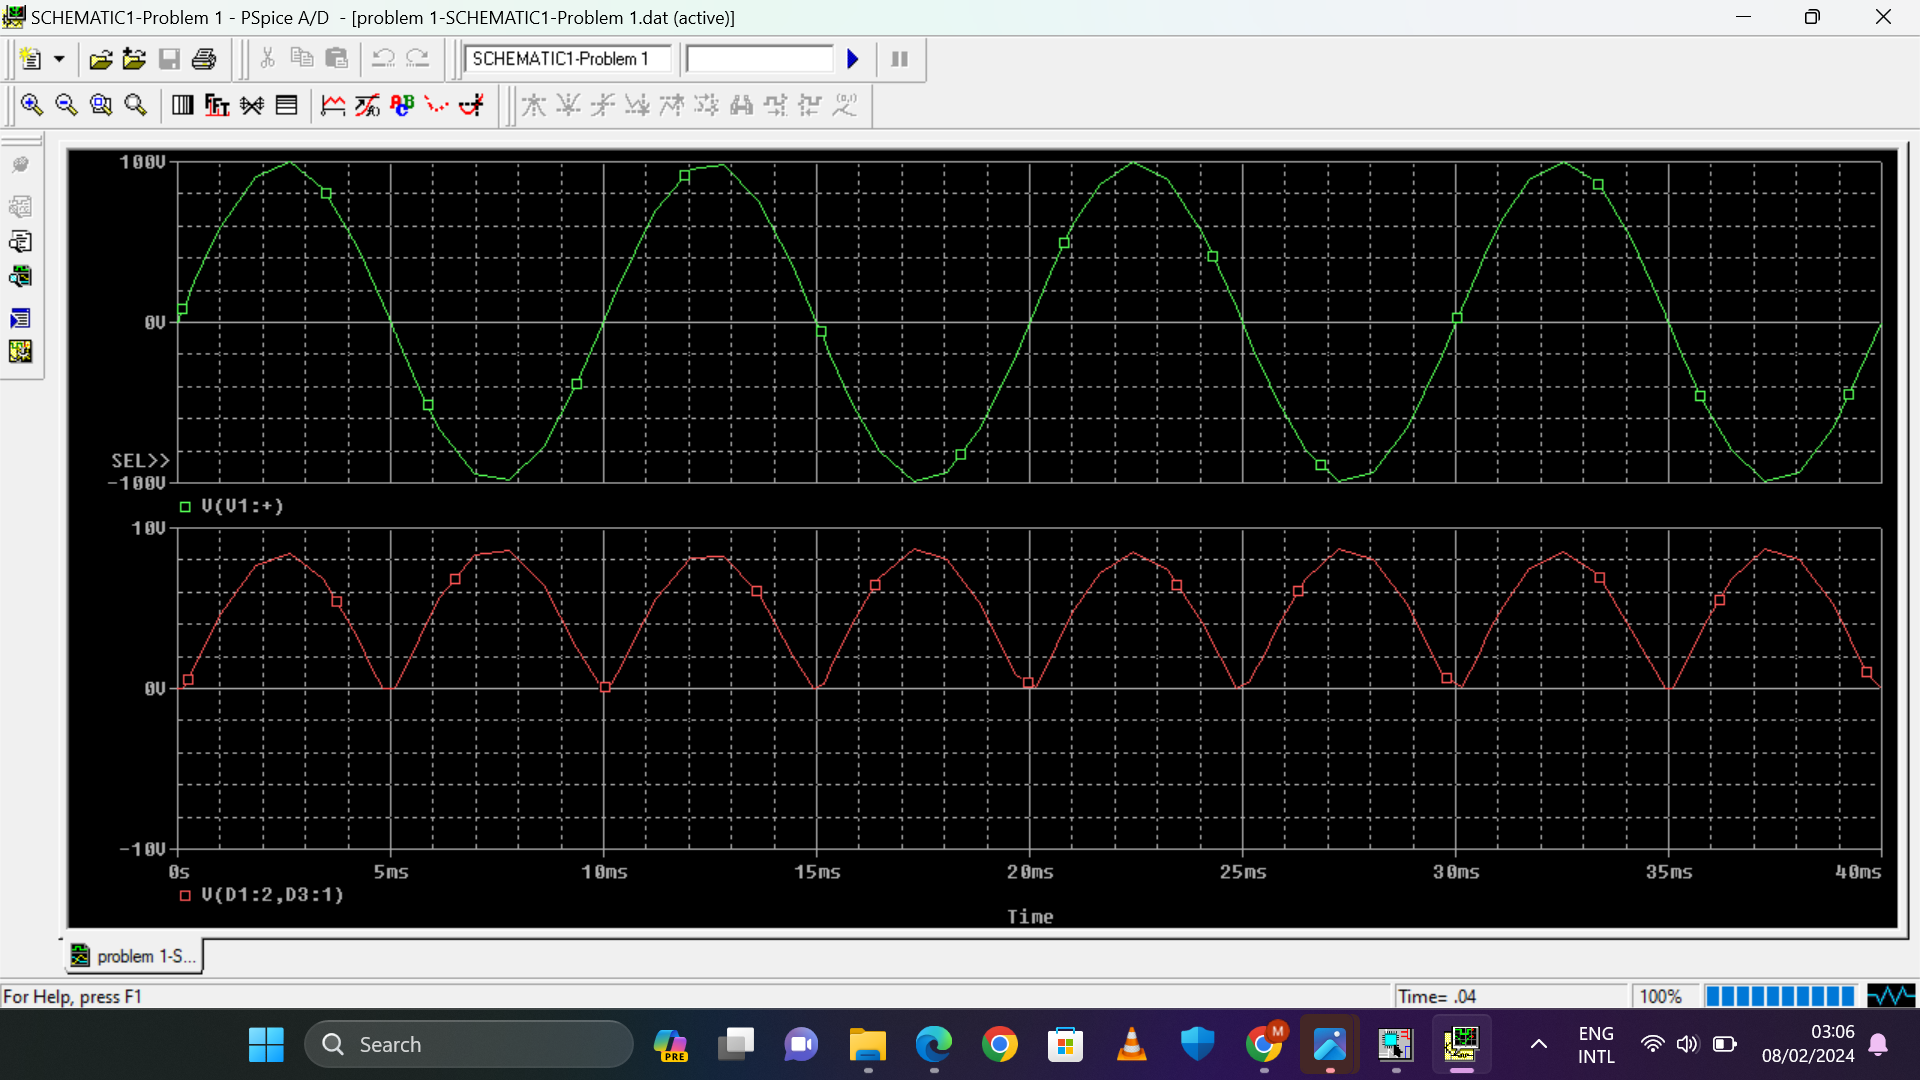 SCHEMATIC1-Problem 1 - PSpice A/D - [problem 1-SCHEMATIC1-Problem 1.dat (active)]
SCHEMATIC1-Problem 1
100V
0V
SEL>>
-100V
V(V1:+)
10V
0V
-10V
0s 5ms 10ms 15ms 20ms 25ms 30ms 35ms 40ms
V(D1:2,D3:1)
Time
problem 1-S...
For Help, press F1 Time= .04 100%
Search PRE M ENG INTL 03:06 08/02/2024